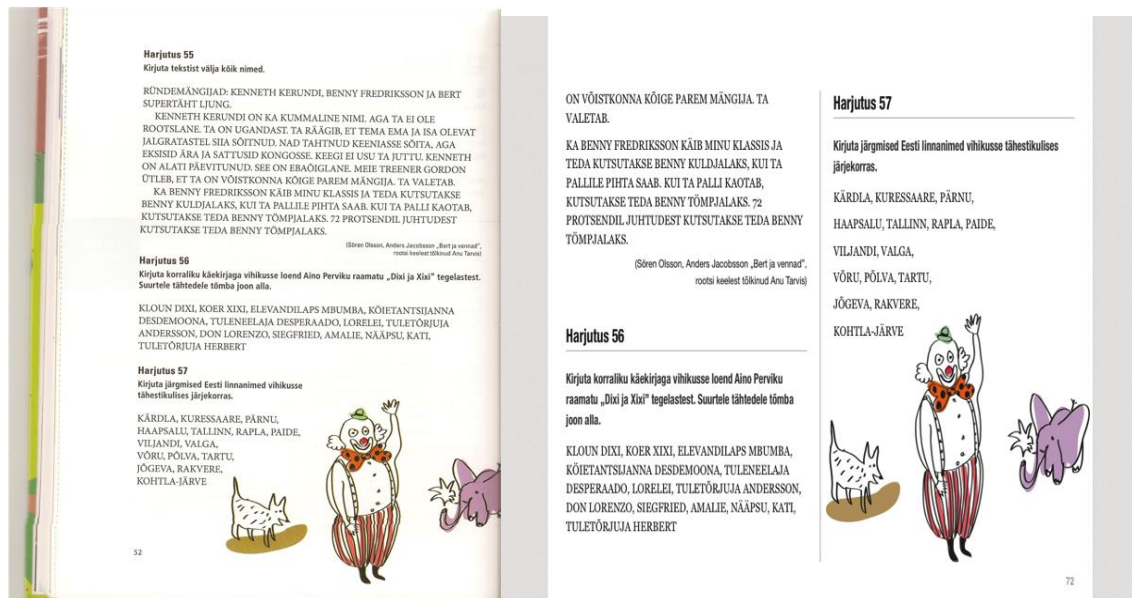 Harjutus 55
Kirjuta tekstist välja kõik nimed.
RÜNDEMÄNGIJAD: KENNETH KERUNDI, BENNY FREDRIKSSON JA BERT
SUPERTÄHT LJUNG.
KENNETH KERUNDI ON KA KUMMALINE NIMI. AGA TA EI OLE
ROOTSLANE. TA ON UGANDAST. TA RÄÄGIB, ET TEMA EMA JA ISA OLEVAT
JALGRATASTEL SIIA SÕITNUD. NAD TAHTNUD KEENIASSE SÕITA, AGA
EKSISID ÄRA JA SATTUSID KONGOSSE. KEEGI EI USU TA JUTTU. KENNETH
ON ALATI PÄEVITUNUD. SEE ON EBAÕIGLANE. MEIE TREENER GORDON
ÜTLEB, ET TA ON VÕISTKONNA KÕIGE PAREM MÄNGIJA. TA VALETAB.
KA BENNY FREDRIKSSON KÄIB MINU KLASSIS JA TEDA KUTSUTAKSE
BENNY KULDJALAKS, KUI TA PALLILE PIHTA SAAB. KUI TA PALLI KAOTAB,
KUTSUTAKSE TEDA BENNY TÖMPJALAKS. 72 PROTSENDIL JUHTUDEST
KUTSUTAKSE TEDA BENNY TÖMPJALAKS.
(Sören Olsson, Anders Jacobsson „Bert ja vennad",
rootsi keelest tõlkinud Anu Tarvis)
Harjutus 56
Kirjuta korraliku käekirjaga vihikusse loend Aino Perviku raamatu „Dixi ja Xixi" tegelastest.
Suurtele tähtedele tõmba joon alla.
KLOUN DIXI, KOER XIXI, ELEVANDILAPS MBUMBA, KÖIETANTSIJANNA
DESDEMOONA, TULENEELAJA DESPERAADO, LORELEI, TULETÕRJUJA
ANDERSSON, DON LORENZO, SIEGFRIED, AMALIE, NÄÄPSU, KATI,
TULETÕRJUJA HERBERT
Harjutus 57
Kirjuta järgmised Eesti linnanimed vihikusse
tähestikulises järjekorras.
KÄRDLA, KURESSAARE, PÄRNU,
HAAPSALU, TALLINN, RAPLA, PAIDE,
VILJANDI, VALGA,
VÕRU, PÕLVA, TARTU,
JÕGEVA, RAKVERE,
KOHTLA-JÄRVE
52
ON VÕISTKONNA KÕIGE PAREM MÄNGIJA. TA
VALETAB.
KA BENNY FREDRIKSSON KÄIB MINU KLASSIS JA
TEDA KUTSUTAKSE BENNY KULDJALAKS, KUI TA
PALLILE PIHTA SAAB. KUI TA PALLI KAOTAB,
KUTSUTAKSE TEDA BENNY TÖMPJALAKS. 72
PROTSENDIL JUHTUDEST KUTSUTAKSE TEDA BENNY
TÖMPJALAKS.
(Sören Olsson, Anders Jacobsson „Bert ja vennad",
rootsi keelest tõlkinud Anu Tarvis)
Harjutus 56
Kirjuta korraliku käekirjaga vihikusse loend Aino Perviku
raamatu „Dixi ja Xixi" tegelastest. Suurtele tähtedele tõmba
joon alla.
KLOUN DIXI, KOER XIXI, ELEVANDILAPS MBUMBA,
KÖIETANTSIJANNA DESDEMOONA, TULENEELAJA
DESPERAADO, LORELEI, TULETÕRJUJA ANDERSSON,
DON LORENZO, SIEGFRIED, AMALIE, NÄÄPSU, KATI,
TULETÕRJUJA HERBERT
Harjutus 57
Kirjuta järgmised Eesti linnanimed vihikusse tähestikulises
järjekorras.
KÄRDLA, KURESSAARE, PÄRNU,
HAAPSALU, TALLINN, RAPLA, PAIDE,
VILJANDI, VALGA,
VÕRU, PÕLVA, TARTU,
JÕGEVA, RAKVERE,
KOHTLA-JÄRVE
72